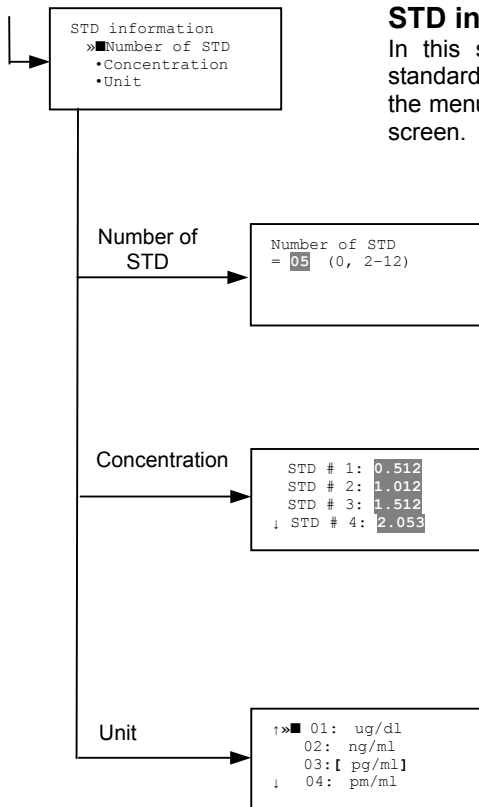 STD information
»■Number of STD
•Concentration
•Unit
STD in
In this
standard
the menu
screen.
Number of
STD
Number of STD
= 05 (0, 2-12)
Concentration
STD # 1: 0.512
STD # 2: 1.012
STD # 3: 1.512
↓ STD # 4: 2.053
Unit
↑»■ 01: ug/dl
02: ng/ml
03:[ pg/ml]
↓ 04: pm/ml